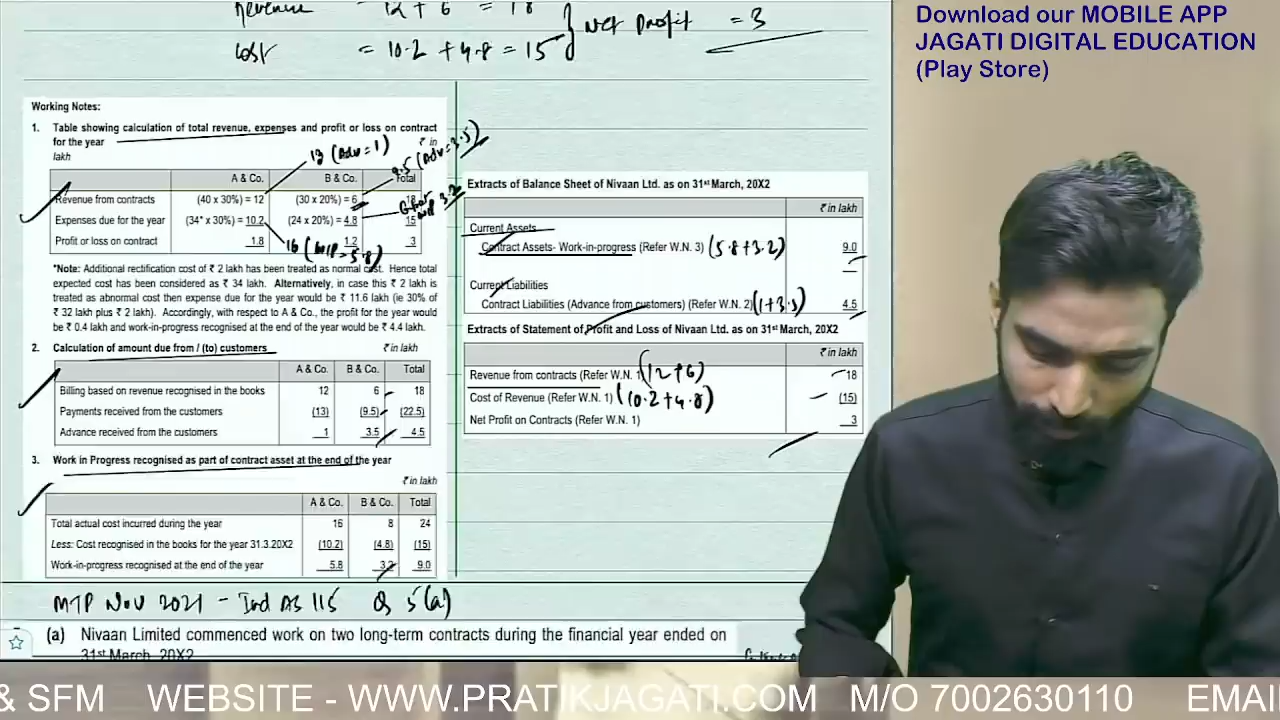 Revenue = 12 + 6 = 18
Cost = 10.2 + 4.8 = 15
Net Profit = 3
Download our MOBILE APP
JAGATI DIGITAL EDUCATION
(Play Store)
Working Notes:
1. Table showing calculation of total revenue, expenses and profit or loss on contract
for the year
₹ in
lakh
13 (Adv = 1)
9.5 (Adv = 3.5)
A & Co. B & Co. Total
Revenue from contracts (40 x 30%) = 12 (30 x 20%) = 6 18
Expenses due for the year (34* x 30%) = 10.2 (24 x 20%) = 4.8 15
Profit or loss on contract 1.8 1.2 3
16 (WIP = 5.8)
*Note: Additional rectification cost of ₹ 2 lakh has been treated as normal cost. Hence total
expected cost has been considered as ₹ 34 lakh. Alternatively, in case this ₹ 2 lakh is
treated as abnormal cost then expense due for the year would be ₹ 11.6 lakh (ie 30% of
₹ 32 lakh plus ₹ 2 lakh). Accordingly, with respect to A & Co., the profit for the year would
be ₹ 0.4 lakh and work-in-progress recognised at the end of the year would be ₹ 4.4 lakh.
2. Calculation of amount due from / (to) customers ₹ in lakh
A & Co. B & Co. Total
Billing based on revenue recognised in the books 12 6 18
Payments received from the customers (13) (9.5) (22.5)
Advance received from the customers 1 3.5 4.5
3. Work in Progress recognised as part of contract asset at the end of the year
₹ in lakh
A & Co. B & Co. Total
Total actual cost incurred during the year 16 8 24
Less: Cost recognised in the books for the year 31.3.20X2 (10.2) (4.8) (15)
Work-in-progress recognised at the end of the year 5.8 3.2 9.0
Extracts of Balance Sheet of Nivaan Ltd. as on 31st March, 20X2
₹ in lakh
Current Assets
Contract Assets- Work-in-progress (Refer W.N. 3) (5.8+3.2) 9.0
Current Liabilities
Contract Liabilities (Advance from customers) (Refer W.N. 2) (1+3.5) 4.5
Extracts of Statement of Profit and Loss of Nivaan Ltd. as on 31st March, 20X2
₹ in lakh
Revenue from contracts (Refer W.N. 1) (12+6) 18
Cost of Revenue (Refer W.N. 1) (10.2+4.8) (15)
Net Profit on Contracts (Refer W.N. 1) 3
MTP Nov 2021 - Ind AS 115 Q 5(a)
(a) Nivaan Limited commenced work on two long-term contracts during the financial year ended on
31st March, 20X2
& SFM WEBSITE - WWW.PRATIKJAGATI.COM M/O 7002630110 EMAI